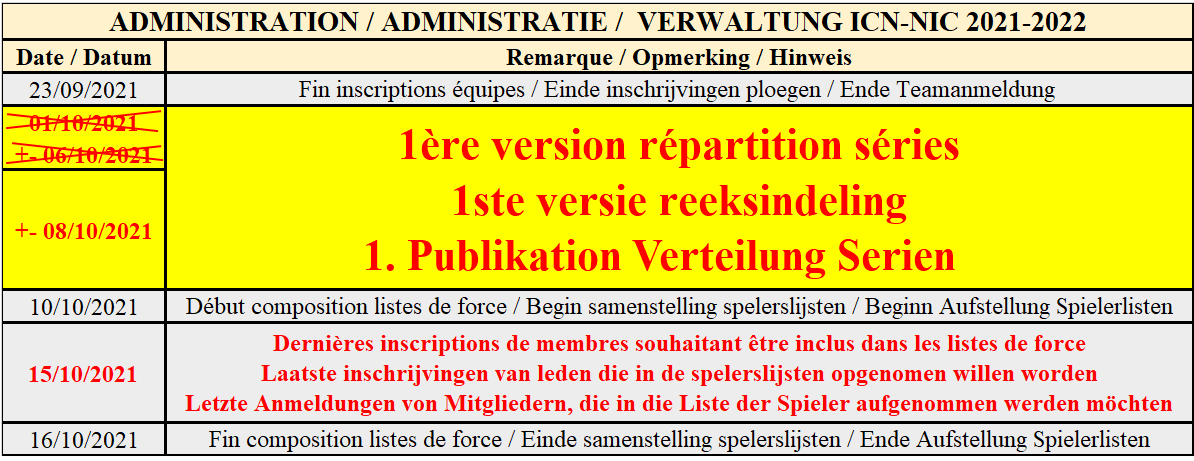 ADMINISTRATION / ADMINISTRATIE / VERWALTUNG ICN-NIC 2021-2022
Date / Datum
Remarque / Opmerking / Hinweis
23/09/2021
Fin inscriptions équipes / Einde inschrijvingen ploegen / Ende Teamanmeldung
01/10/2021
+- 06/10/2021
+- 08/10/2021
1ère version répartition séries
1ste versie reeksindeling
1. Publikation Verteilung Serien
10/10/2021
Début composition listes de force / Begin samenstelling spelerslijsten / Beginn Aufstellung Spielerlisten
15/10/2021
Dernières inscriptions de membres souhaitant être inclus dans les listes de force
Laatste inschrijvingen van leden die in de spelerslijsten opgenomen willen worden
Letzte Anmeldungen von Mitgliedern, die in die Liste der Spieler aufgenommen werden möchten
16/10/2021
Fin composition listes de force / Einde samenstelling spelerslijsten / Ende Aufstellung Spielerlisten